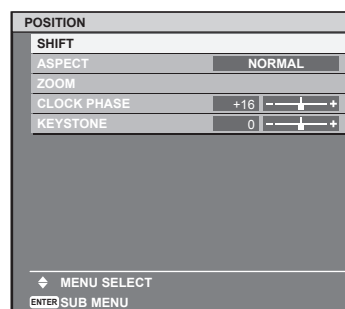 POSITION
SHIFT
ASPECT NORMAL
ZOOM
CLOCK PHASE +16 - +
KEYSTONE 0 - +
MENU SELECT
ENTER SUB MENU